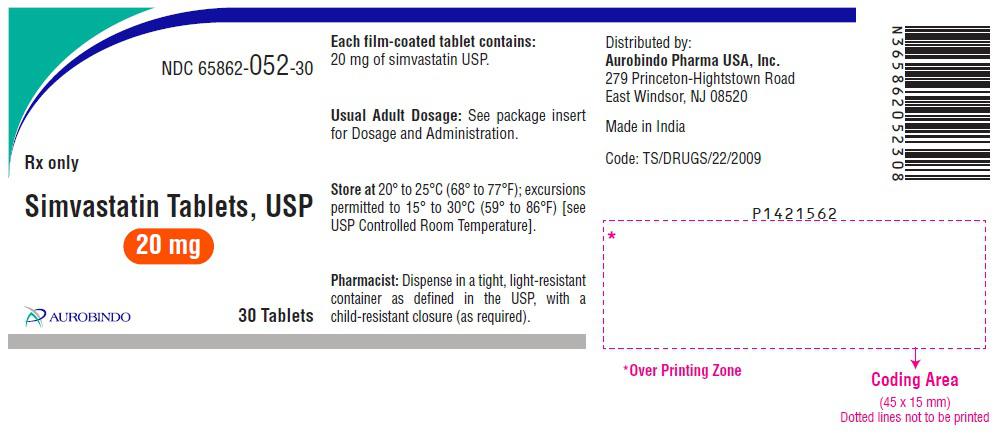 NDC 65862-052-30
Rx only
Simvastatin Tablets, USP
20 mg
AUROBINDO
30 Tablets
Each film-coated tablet contains:
20 mg of simvastatin USP.
Usual Adult Dosage: See package insert
for Dosage and Administration.
Store at 20° to 25°C (68° to 77°F); excursions
permitted to 15° to 30°C (59° to 86°F) [see
USP Controlled Room Temperature].
Pharmacist: Dispense in a tight, light-resistant
container as defined in the USP, with a
child-resistant closure (as required).
Distributed by:
Aurobindo Pharma USA, Inc.
279 Princeton-Hightstown Road
East Windsor, NJ 08520
Made in India
Code: TS/DRUGS/22/2009
N365862052308
P1421562
*
*Over Printing Zone
Coding Area
(45 x 15 mm)
Dotted lines not to be printed